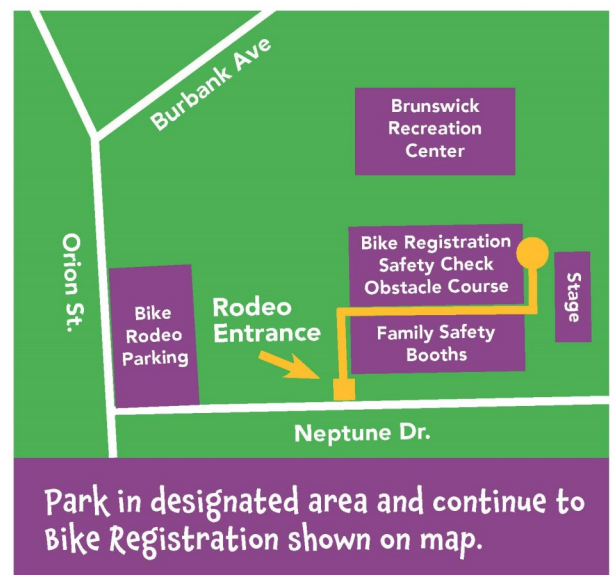 Burbank Ave
Brunswick
Recreation
Center
Orion St.
Bike Registration
Safety Check
Obstacle Course
Stage
Bike
Rodeo
Parking
Rodeo
Entrance
Family Safety
Booths
Neptune Dr.
Park in designated area and continue to
Bike Registration shown on map.